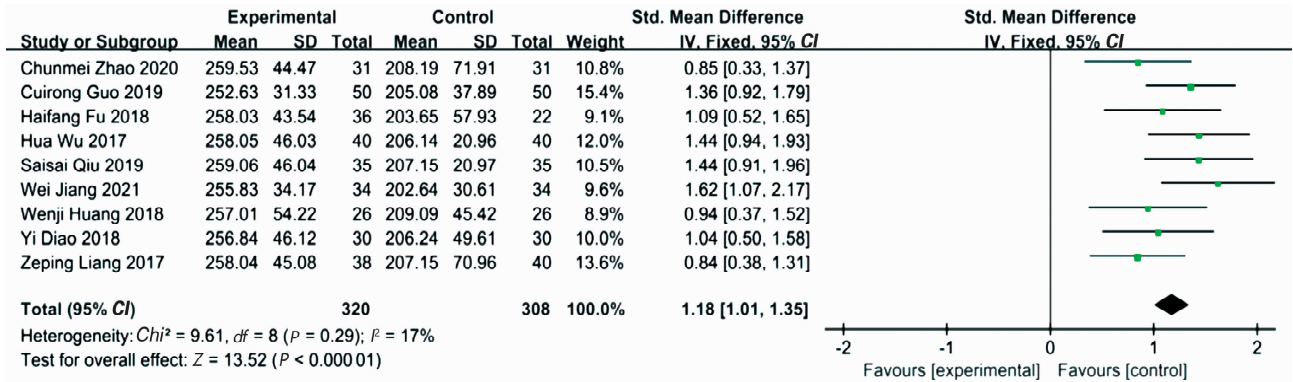 Experimental Control Std. Mean Difference Std. Mean Difference
Study or Subgroup Mean SD Total Mean SD Total Weight IV, Fixed, 95% CI IV, Fixed, 95% CI
Chunmei Zhao 2020 259.53 44.47 31 208.19 71.91 31 10.8% 0.85 [0.33, 1.37]
Cuirong Guo 2019 252.63 31.33 50 205.08 37.89 50 15.4% 1.36 [0.92, 1.79]
Haifang Fu 2018 258.03 43.54 36 203.65 57.93 22 9.1% 1.09 [0.52, 1.65]
Hua Wu 2017 258.05 46.03 40 206.14 20.96 40 12.0% 1.44 [0.94, 1.93]
Saisai Qiu 2019 259.06 46.04 35 207.15 20.97 35 10.5% 1.44 [0.91, 1.96]
Wei Jiang 2021 255.83 34.17 34 202.64 30.61 34 9.6% 1.62 [1.07, 2.17]
Wenji Huang 2018 257.01 54.22 26 209.09 45.42 26 8.9% 0.94 [0.37, 1.52]
Yi Diao 2018 256.84 46.12 30 206.24 49.61 30 10.0% 1.04 [0.50, 1.58]
Zeping Liang 2017 258.04 45.08 38 207.15 70.96 40 13.6% 0.84 [0.38, 1.31]
Total (95% CI) 320 308 100.0% 1.18 [1.01, 1.35]
Heterogeneity: Chi² = 9.61, df = 8 (P = 0.29); I² = 17%
Test for overall effect: Z = 13.52 (P < 0.000 01)
-2 -1 0 1 2
Favours [experimental] Favours [control]